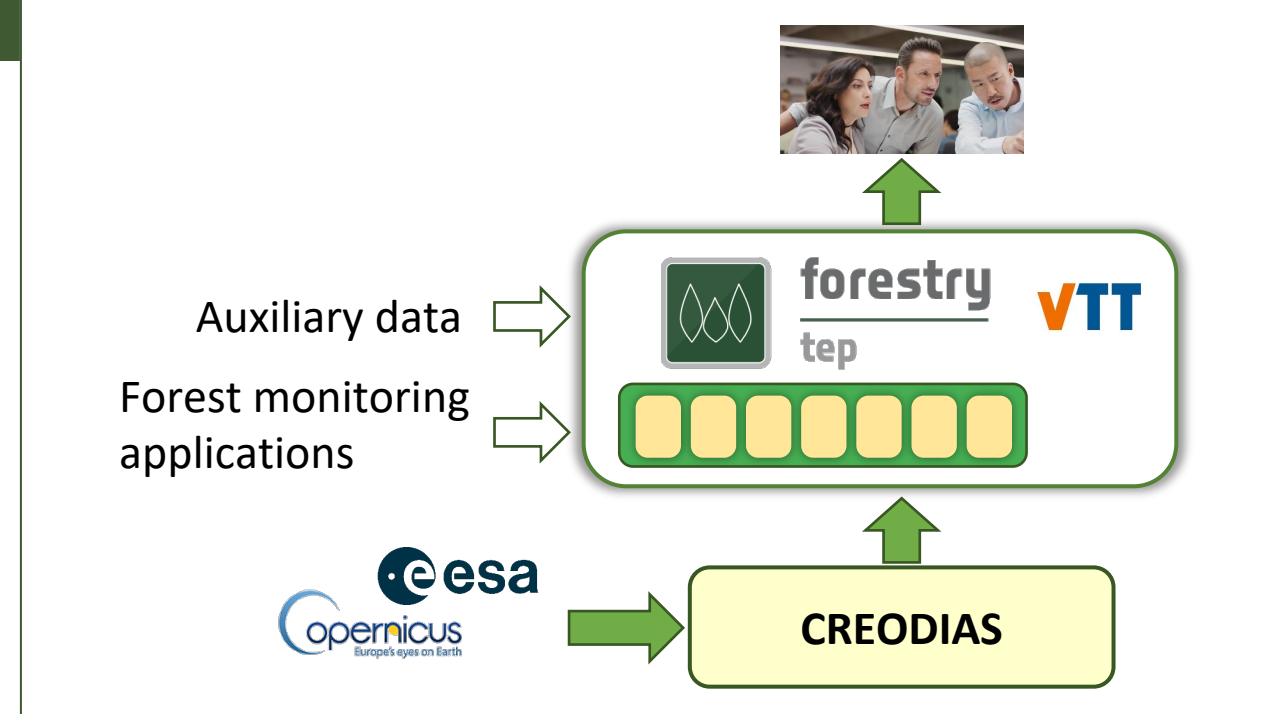 forestry
tep
VTT
Auxiliary data
Forest monitoring
applications
esa
opernicus
Europe's eyes on Earth
CREODIAS